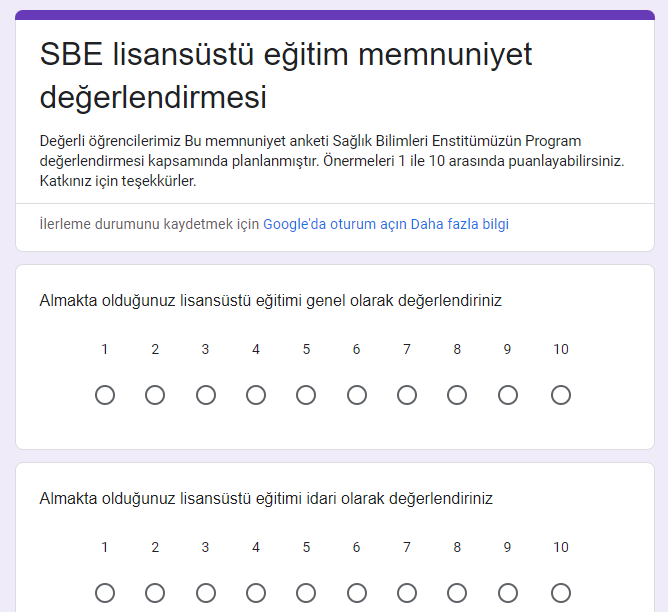 SBE lisansüstü eğitim memnuniyet
değerlendirmesi
Değerli öğrencilerimiz Bu memnuniyet anketi Sağlık Bilimleri Enstitümüzün Program
değerlendirmesi kapsamında planlanmıştır. Önermeleri 1 ile 10 arasında puanlayabilirsiniz.
Katkınız için teşekkürler.
İlerleme durumunu kaydetmek için Google'da oturum açın Daha fazla bilgi
Almakta olduğunuz lisansüstü eğitimi genel olarak değerlendiriniz
1 2 3 4 5 6 7 8 9 10
Almakta olduğunuz lisansüstü eğitimi idari olarak değerlendiriniz
1 2 3 4 5 6 7 8 9 10